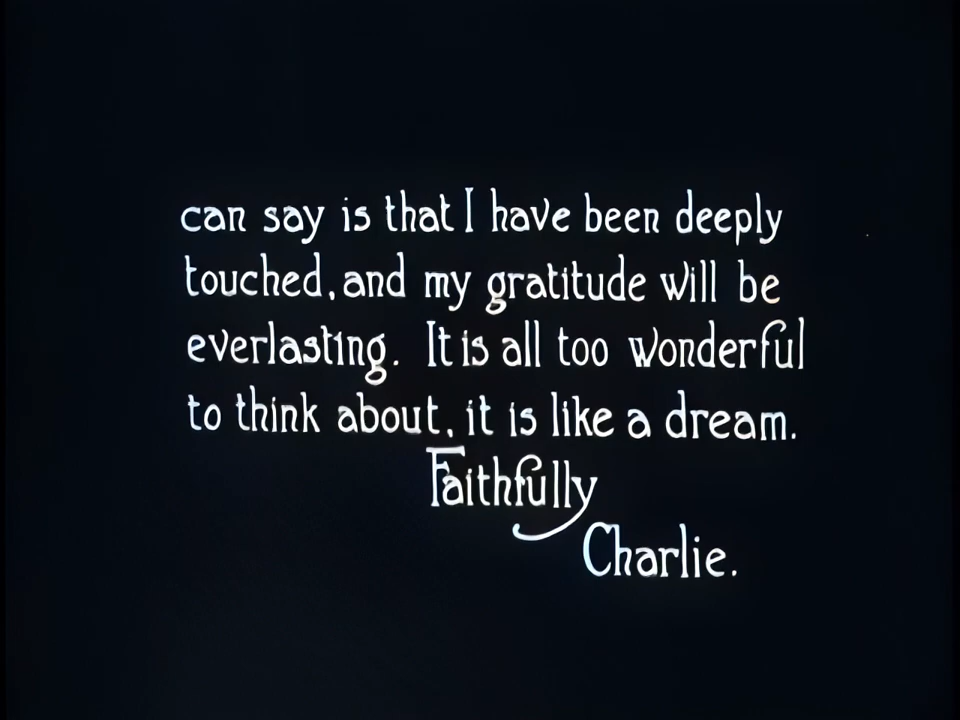 can say is that I have been deeply
touched, and my gratitude will be
everlasting. It is all too wonderful
to think about, it is like a dream.
Faithfully
Charlie.